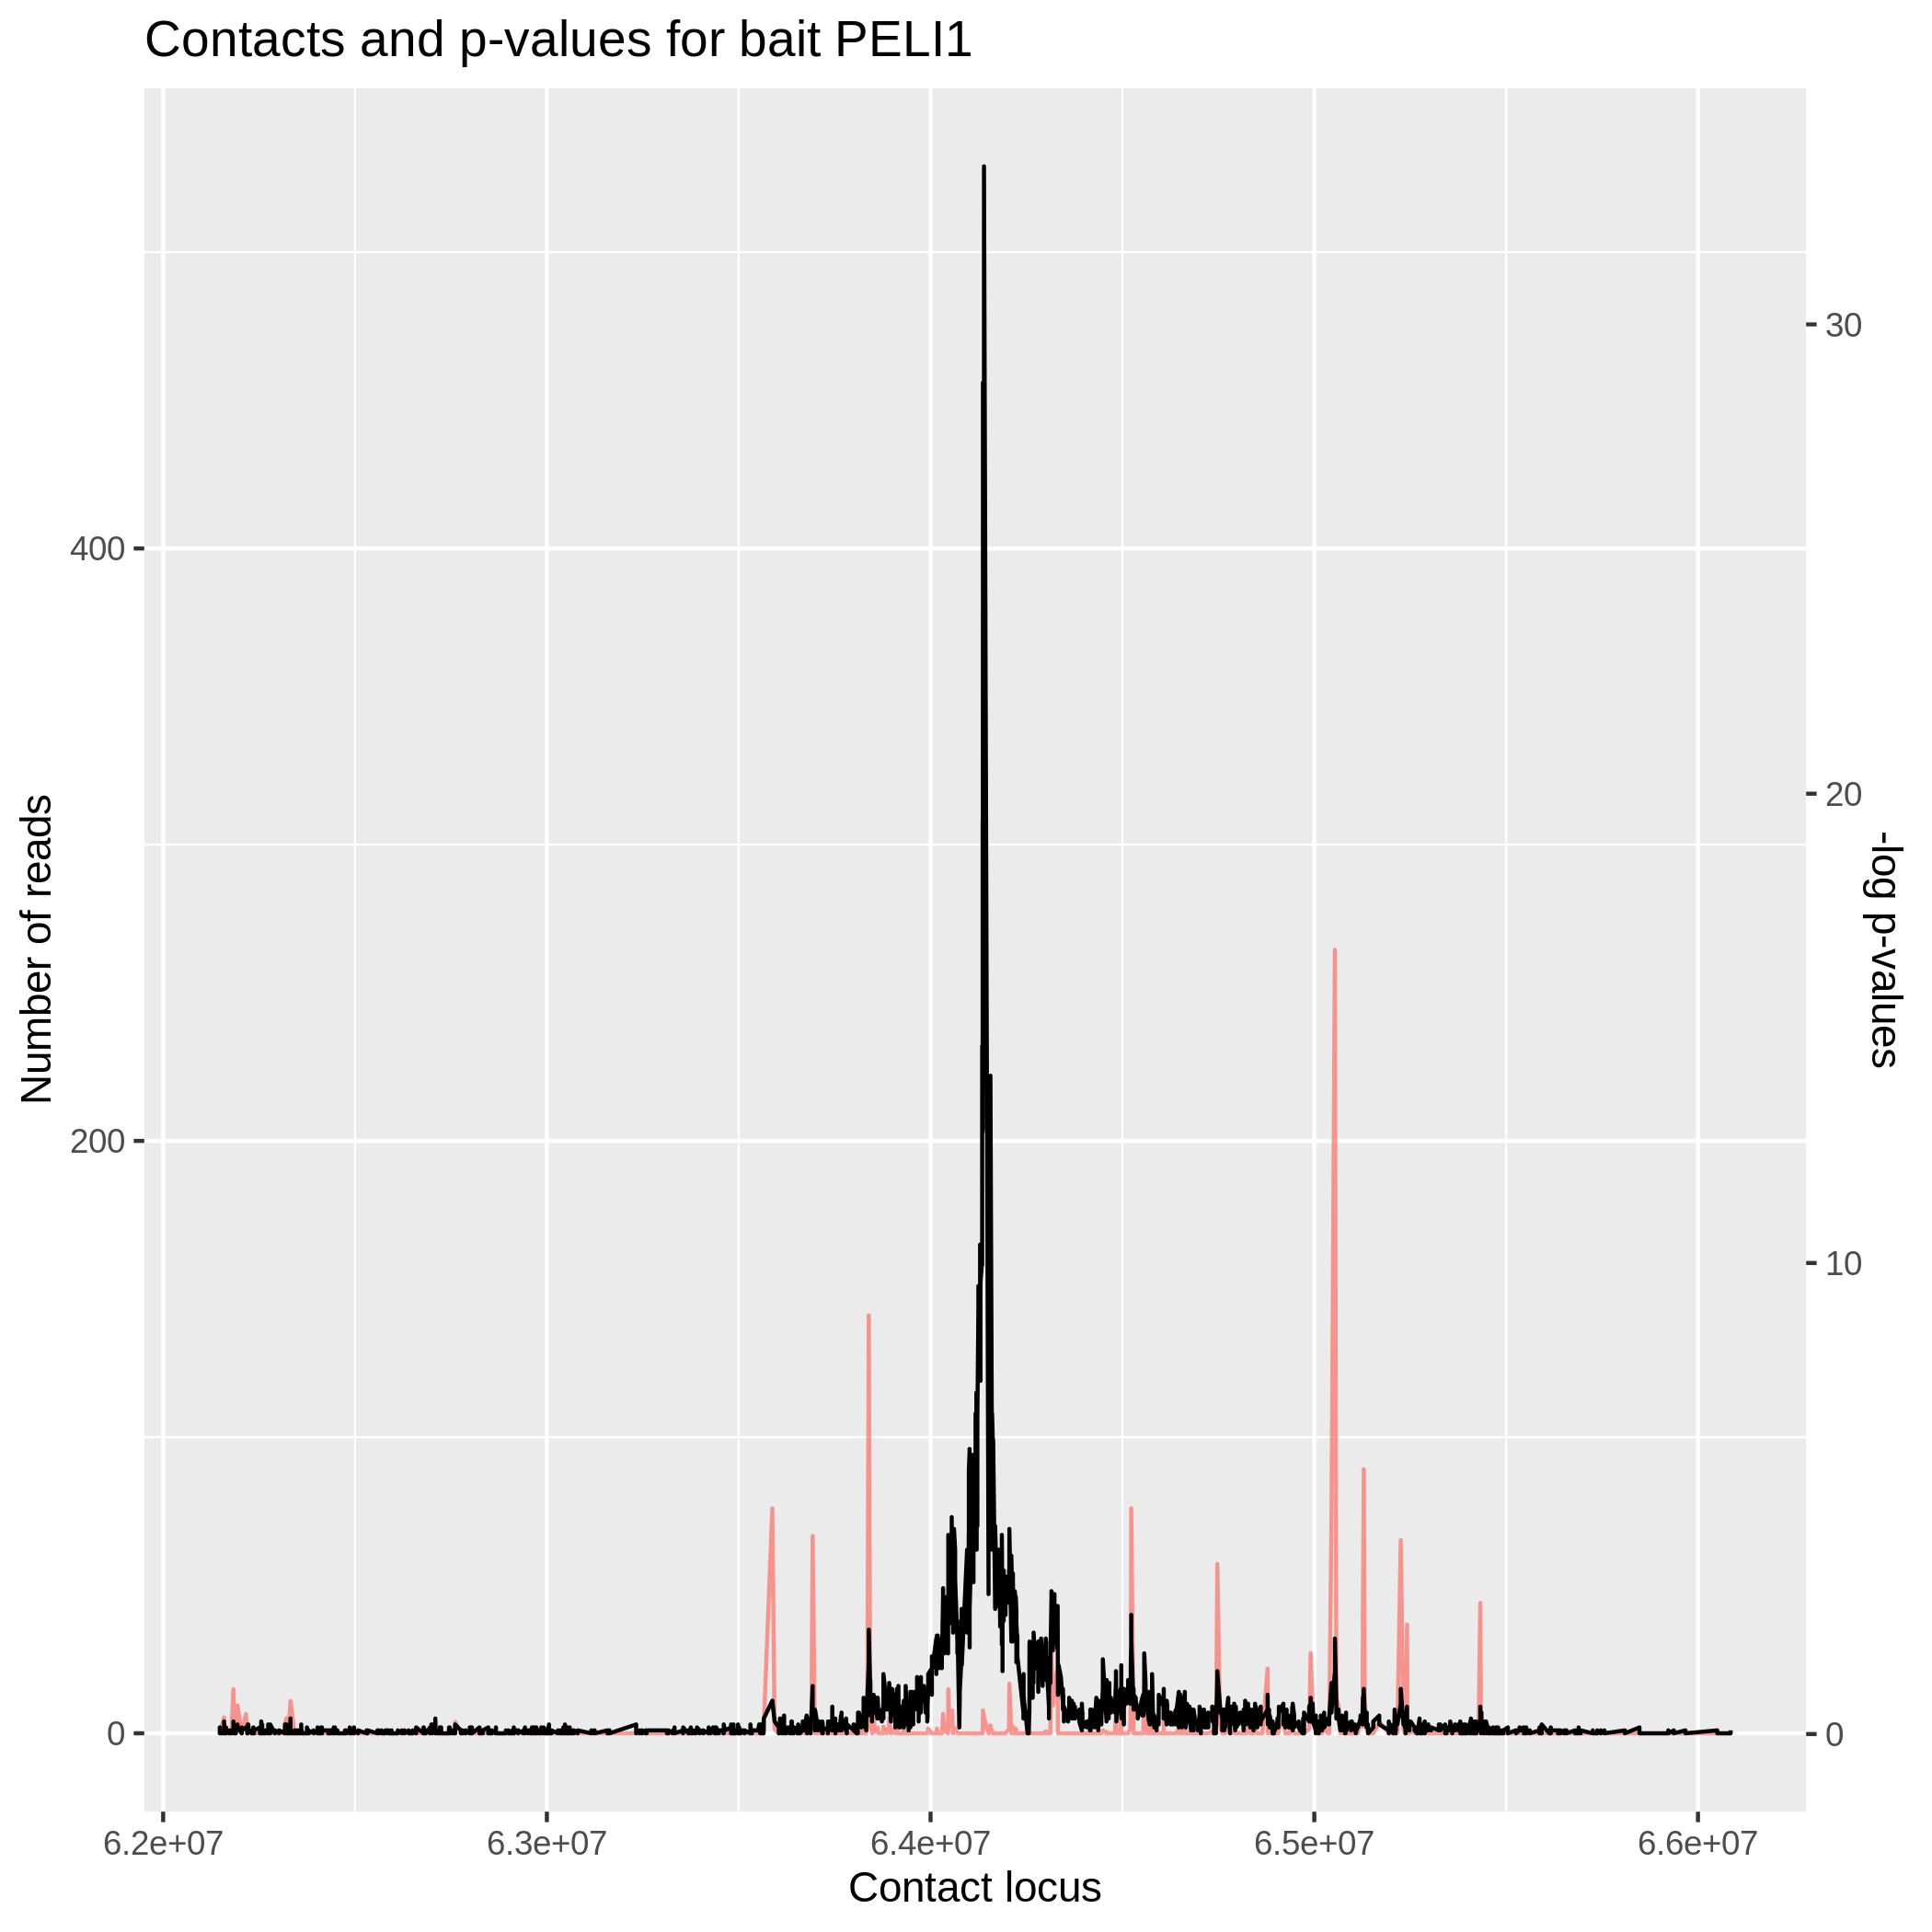 Contacts and p-values for bait PELI1
Number of reads
400
200
0
30
20
10
0
-log p-values
6.2e+07
6.3e+07
6.4e+07
6.5e+07
6.6e+07
Contact locus